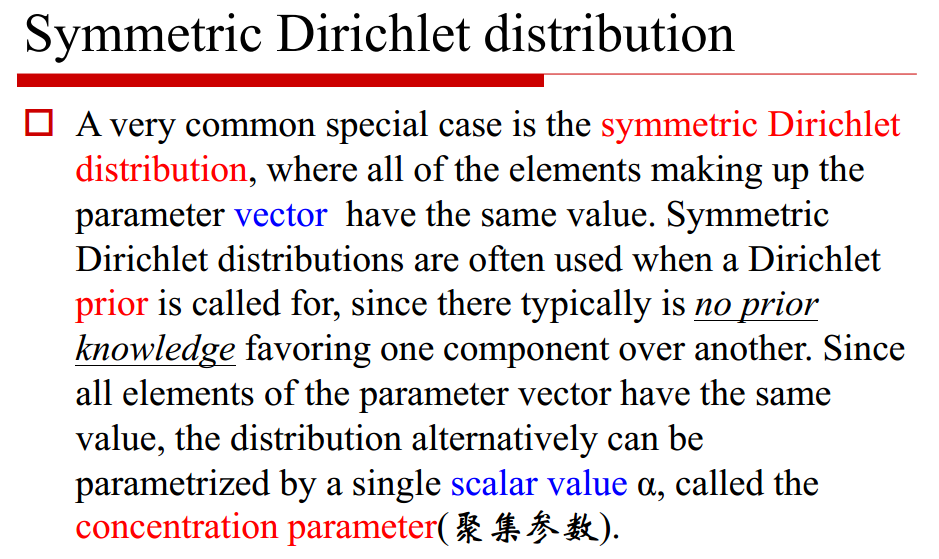 Symmetric Dirichlet distribution
A very common special case is the symmetric Dirichlet
distribution, where all of the elements making up the
parameter vector have the same value. Symmetric
Dirichlet distributions are often used when a Dirichlet
prior is called for, since there typically is no prior
knowledge favoring one component over another. Since
all elements of the parameter vector have the same
value, the distribution alternatively can be
parametrized by a single scalar value α, called the
concentration parameter(聚集参数).